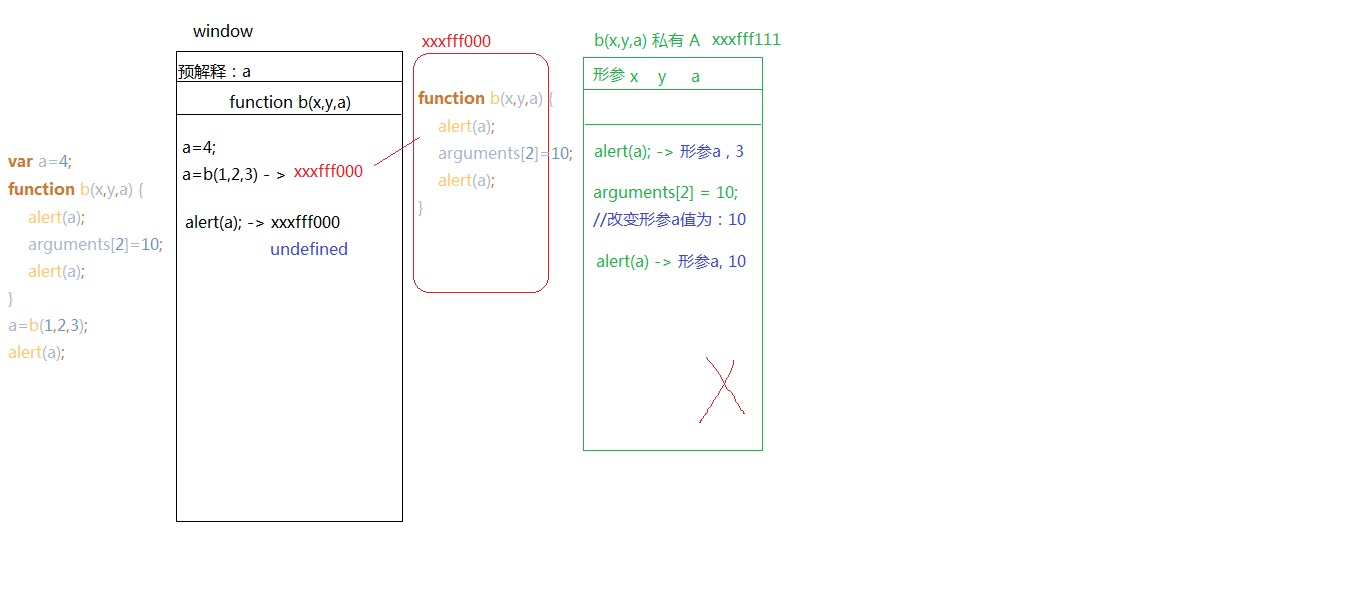 var a=4;
function b(x,y,a) {
alert(a);
arguments[2]=10;
alert(a);
}
a=b(1,2,3);
alert(a);
window
预解释：a
function b(x,y,a)
a=4;
a=b(1,2,3) - > xxxfff000
alert(a); -> xxxfff000
undefined
xxxfff000
function b(x,y,a) {
alert(a);
arguments[2]=10;
alert(a);
}
b(x,y,a) 私有 A xxxfff111
形参 x y a
alert(a); -> 形参a , 3
arguments[2] = 10;
//改变形参a值为：10
alert(a) -> 形参a, 10